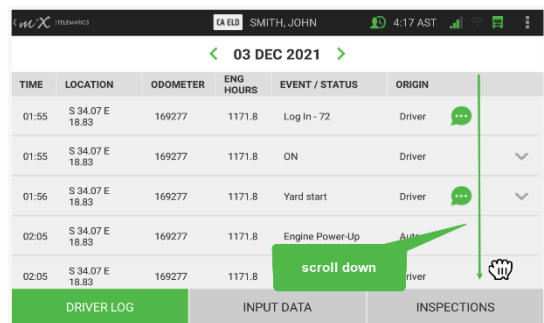 MiX TELEMATICS CA ELD SMITH, JOHN 4:17 AST
< 03 DEC 2021 >
TIME LOCATION ODOMETER ENG HOURS EVENT / STATUS ORIGIN
01:55 S 34.07 E 18.83 169277 1171.8 Log In - 72 Driver
01:55 S 34.07 E 18.83 169277 1171.8 ON Driver
01:56 S 34.07 E 18.83 169277 1171.8 Yard start Driver
02:05 S 34.07 E 18.83 169277 1171.8 Engine Power-Up
02:05 S 34.07 E 18.83 169277 1171.8
scroll down
DRIVER LOG INPUT DATA INSPECTIONS